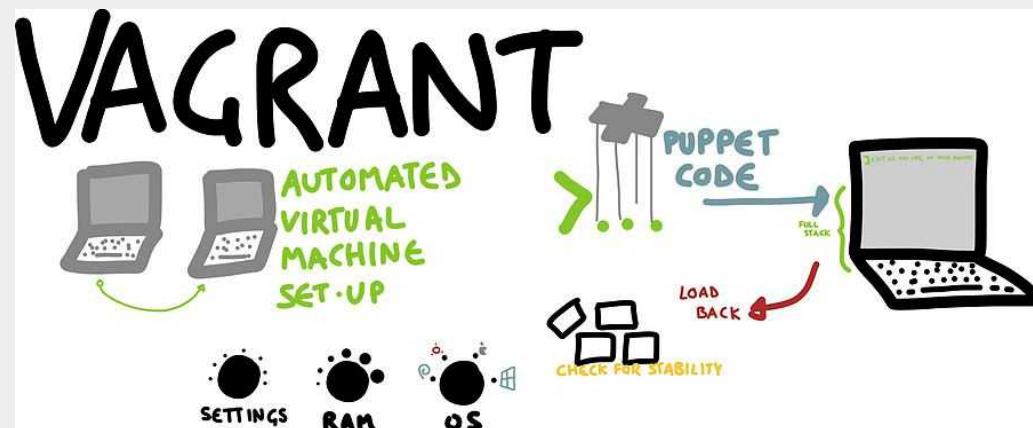 VAGRANT
AUTOMATED
VIRTUAL
MACHINE
SET-UP
PUPPET
CODE
FULL
STACK
LOAD
BACK
CHECK FOR STABILITY
SETTINGS
RAM
OS